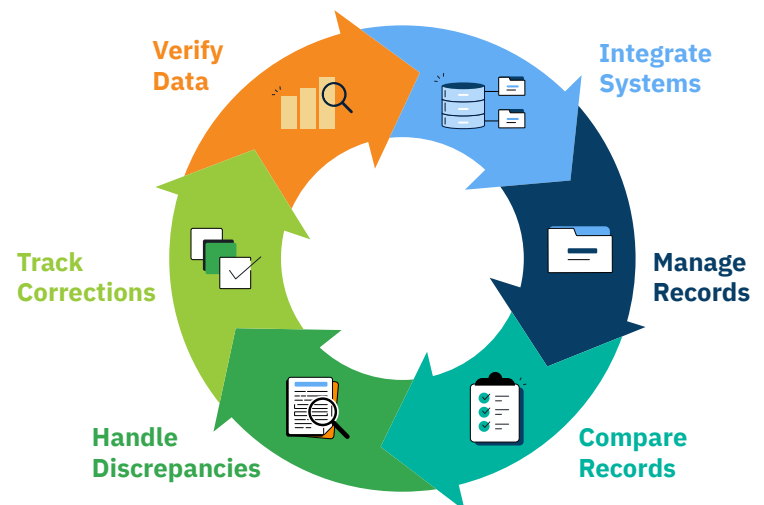 Verify
Data
Integrate
Systems
Manage
Records
Compare
Records
Handle
Discrepancies
Track
Corrections